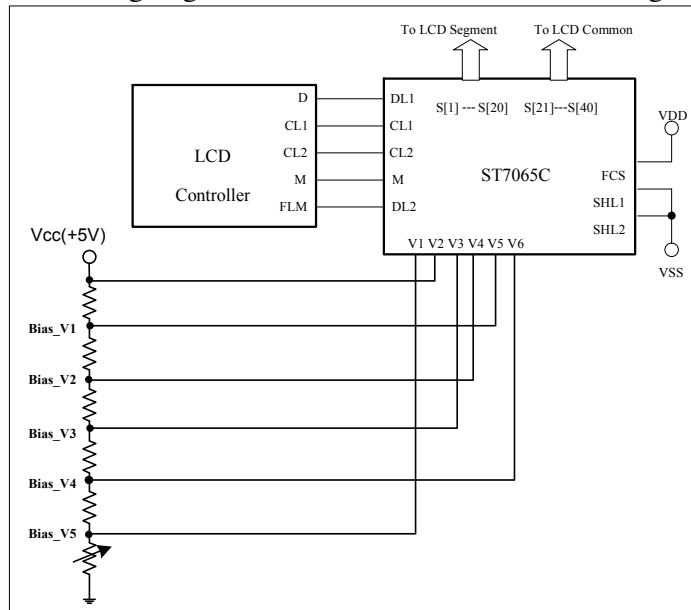 To LCD Segment To LCD Common
D DL1 S[1] ---S[20] S[21]---S[40]
VDD
CL1 CL1
LCD
Controller
CL2 CL2
ST7065C
M M
FCS
FLM DL2
SHL1
SHL2
V1 V2 V3 V4 V5 V6
VSS
Vcc(+5V)
Bias_V1
Bias_V2
Bias_V3
Bias_V4
Bias_V5